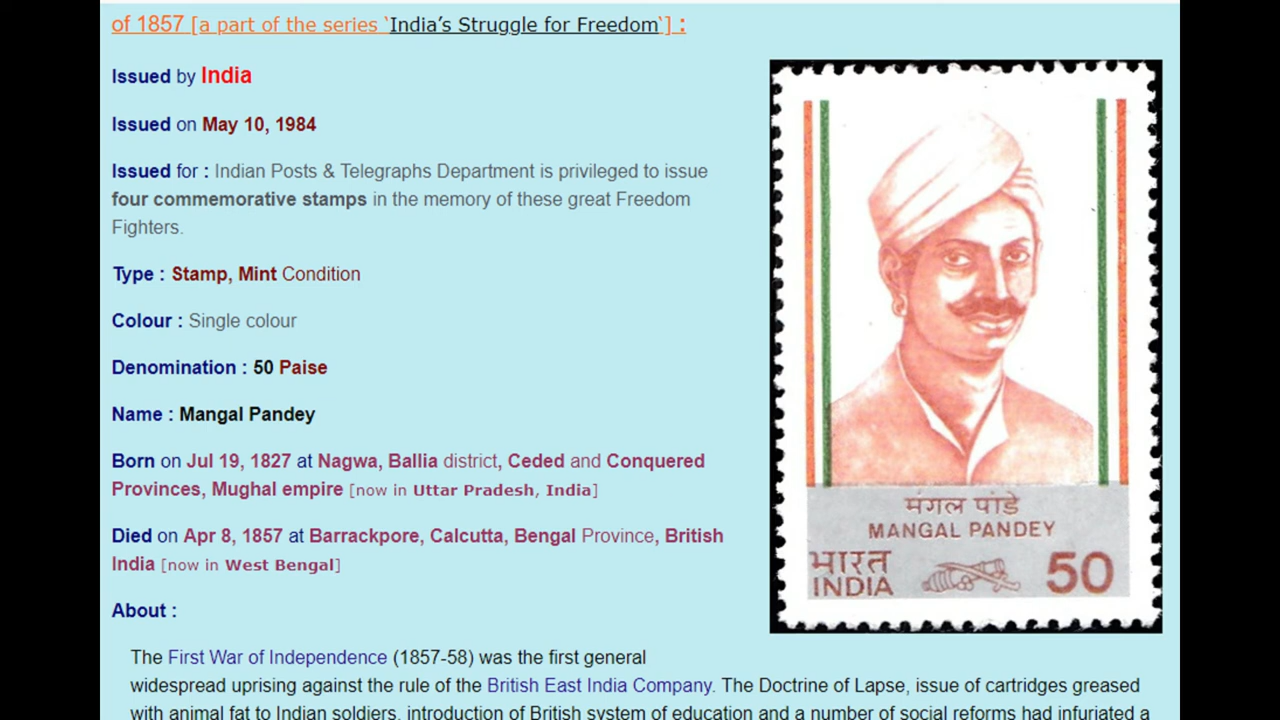 of 1857 [a part of the series `India’s Struggle for Freedom`] :
Issued by India
Issued on May 10, 1984
Issued for : Indian Posts & Telegraphs Department is privileged to issue
four commemorative stamps in the memory of these great Freedom
Fighters.
Type : Stamp, Mint Condition
Colour : Single colour
Denomination : 50 Paise
Name : Mangal Pandey
Born on Jul 19, 1827 at Nagwa, Ballia district, Ceded and Conquered
Provinces, Mughal empire [now in Uttar Pradesh, India]
Died on Apr 8, 1857 at Barrackpore, Calcutta, Bengal Province, British
India [now in West Bengal]
About :
The First War of Independence (1857-58) was the first general
widespread uprising against the rule of the British East India Company. The Doctrine of Lapse, issue of cartridges greased
with animal fat to Indian soldiers, introduction of British system of education and a number of social reforms had infuriated a
मंगल पांडे
MANGAL PANDEY
भारत
INDIA 50